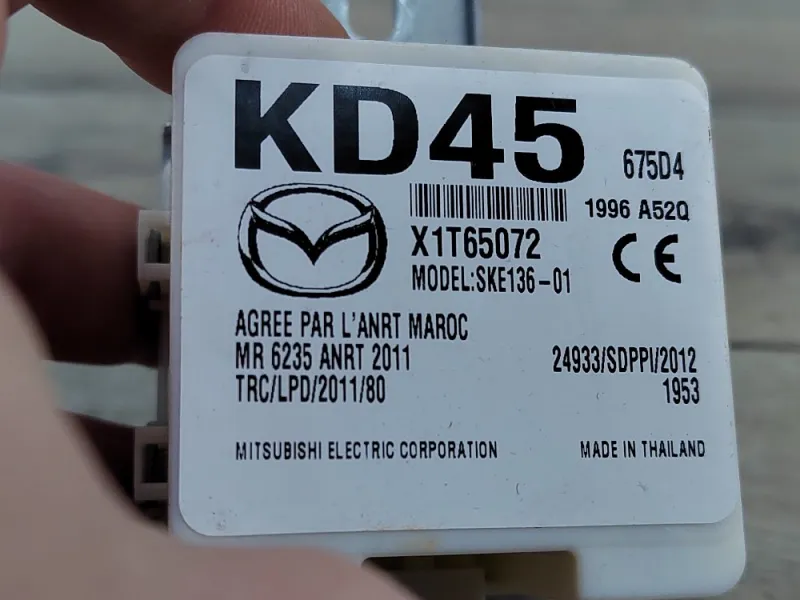 KD45
675D4
1996 A52Q
X1T65072
MODEL:SKE136-01
CE
AGREE PAR L'ANRT MAROC
MR 6235 ANRT 2011
24933/SDPPI/2012
TRC/LPD/2011/80
1953
MITSUBISHI ELECTRIC CORPORATION
MADE IN THAILAND